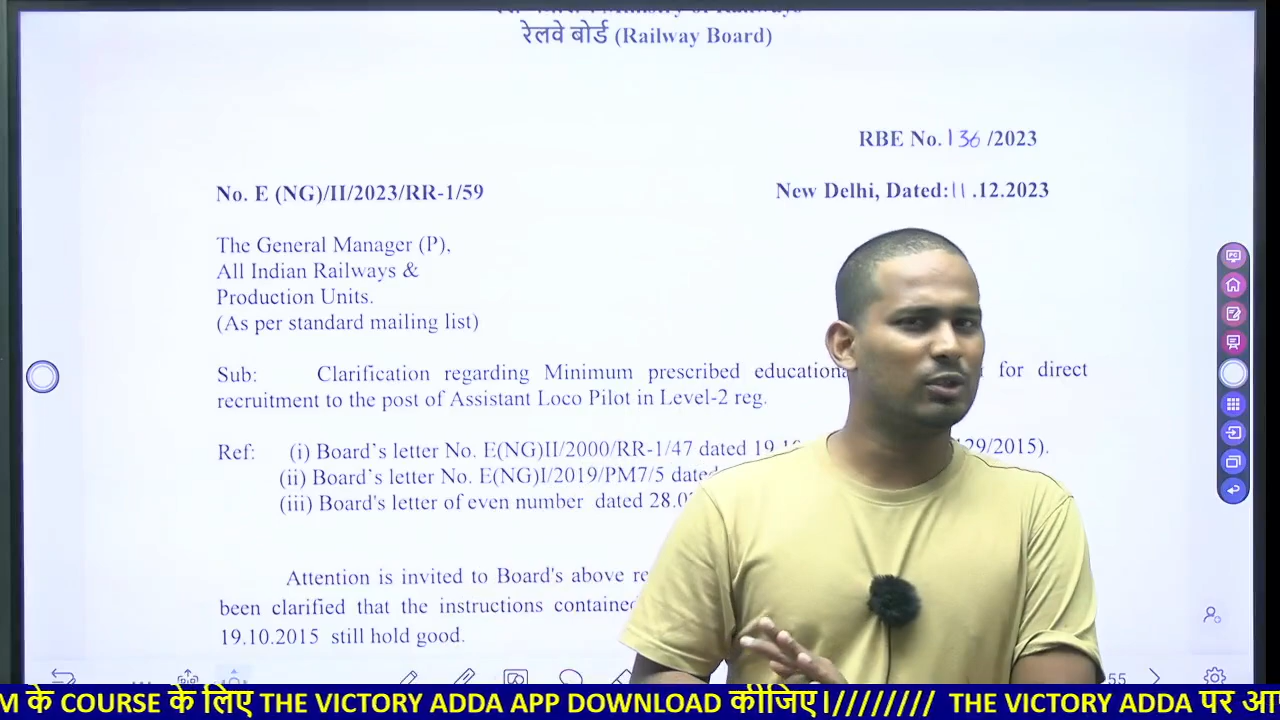 रेलवे बोर्ड (Railway Board)
RBE No. 136 /2023
No. E (NG)/II/2023/RR-1/59
New Delhi, Dated: 11 .12.2023
The General Manager (P),
All Indian Railways &
Production Units.
(As per standard mailing list)
Sub: Clarification regarding Minimum prescribed for direct
recruitment to the post of Assistant Loco Pilot in Level-2 reg.
Ref: (i) Board's letter No. E(NG)II/2000/RR-1/47 dated 129/2015).
(ii) Board's letter No. E(NG)I/2019/PM7/5
(iii) Board's letter of even number dated
Attention is invited to Board's above
been clarified that the instructions
19.10.2015 still hold good.
PC
55
के COURSE के लिए THE VICTORY ADDA APP DOWNLOAD कीजिए।//////// THE VICTORY ADDA पर